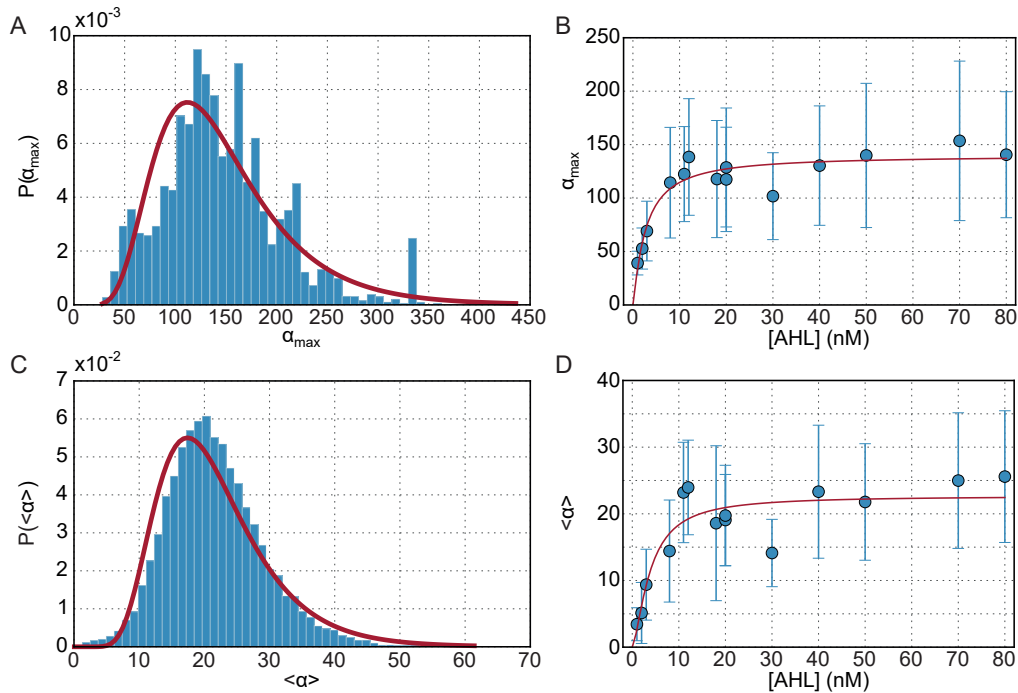 A
x10⁻³
10
8
6
4
2
0
P(α_max)
0 50 100 150 200 250 300 350 400 450
α_max
B
250
200
150
100
50
0
α_max
0 10 20 30 40 50 60 70 80
[AHL] (nM)
C
x10⁻²
7
6
5
4
3
2
1
0
P(<α>)
0 10 20 30 40 50 60 70
<α>
D
40
30
20
10
0
<α>
0 10 20 30 40 50 60 70 80
[AHL] (nM)